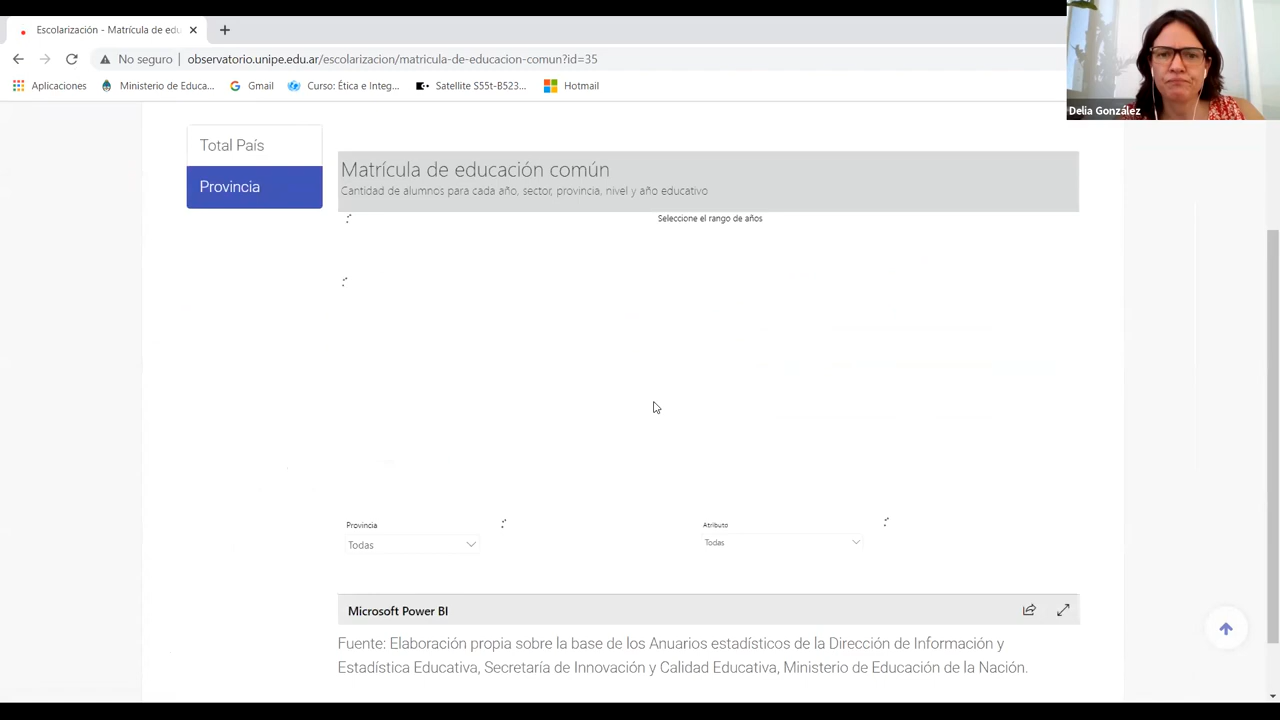 Escolarización - Matrícula de edu
No seguro observatorio.unipe.edu.ar/escolarizacion/matricula-de-educacion-comun?id=35
Aplicaciones Ministerio de Educa... Gmail Curso: Ética e Integ... Satellite S55t-B523... Hotmail
Delia González
Total País
Provincia
Matrícula de educación común
Cantidad de alumnos para cada año, sector, provincia, nivel y año educativo
Seleccione el rango de años
Provincia
Todas
Atributo
Todas
Microsoft Power BI
Fuente: Elaboración propia sobre la base de los Anuarios estadísticos de la Dirección de Información y
Estadística Educativa, Secretaría de Innovación y Calidad Educativa, Ministerio de Educación de la Nación.